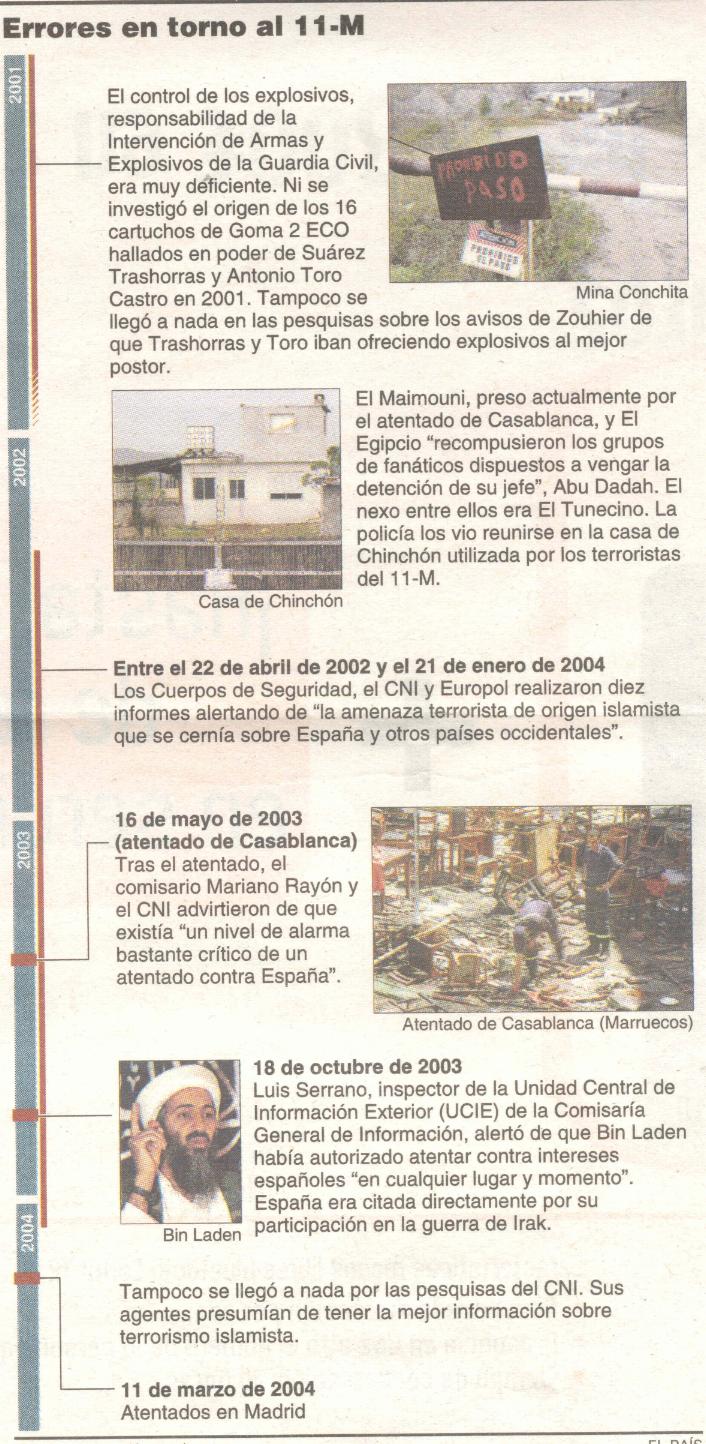 Errores en torno al 11-M
2001
El control de los explosivos,
responsabilidad de la
Intervención de Armas y
Explosivos de la Guardia Civil,
era muy deficiente. Ni se
investigó el origen de los 16
cartuchos de Goma 2 ECO
hallados en poder de Suárez
Trashorras y Antonio Toro
Castro en 2001. Tampoco se
llegó a nada en las pesquisas sobre los avisos de Zouhier de
que Trashorras y Toro iban ofreciendo explosivos al mejor
postor.
PROHIBIDO
PASO
PROHIBIDO
EL PASO
Mina Conchita
2002
El Maimouni, preso actualmente por
el atentado de Casablanca, y El
Egipcio “recompusieron los grupos
de fanáticos dispuestos a vengar la
detención de su jefe”, Abu Dadah. El
nexo entre ellos era El Tunecino. La
policía los vio reunirse en la casa de
Chinchón utilizada por los terroristas
del 11-M.
Casa de Chinchón
Entre el 22 de abril de 2002 y el 21 de enero de 2004
Los Cuerpos de Seguridad, el CNI y Europol realizaron diez
informes alertando de “la amenaza terrorista de origen islamista
que se cernía sobre España y otros países occidentales”.
2003
16 de mayo de 2003
(atentado de Casablanca)
Tras el atentado, el
comisario Mariano Rayón y
el CNI advirtieron de que
existía “un nivel de alarma
bastante crítico de un
atentado contra España”.
Atentado de Casablanca (Marruecos)
18 de octubre de 2003
Luis Serrano, inspector de la Unidad Central de
Información Exterior (UCIE) de la Comisaría
General de Información, alertó de que Bin Laden
había autorizado atentar contra intereses
españoles “en cualquier lugar y momento”.
España era citada directamente por su
participación en la guerra de Irak.
Bin Laden
2004
Tampoco se llegó a nada por las pesquisas del CNI. Sus
agentes presumían de tener la mejor información sobre
terrorismo islamista.
11 de marzo de 2004
Atentados en Madrid
EL PAÍS